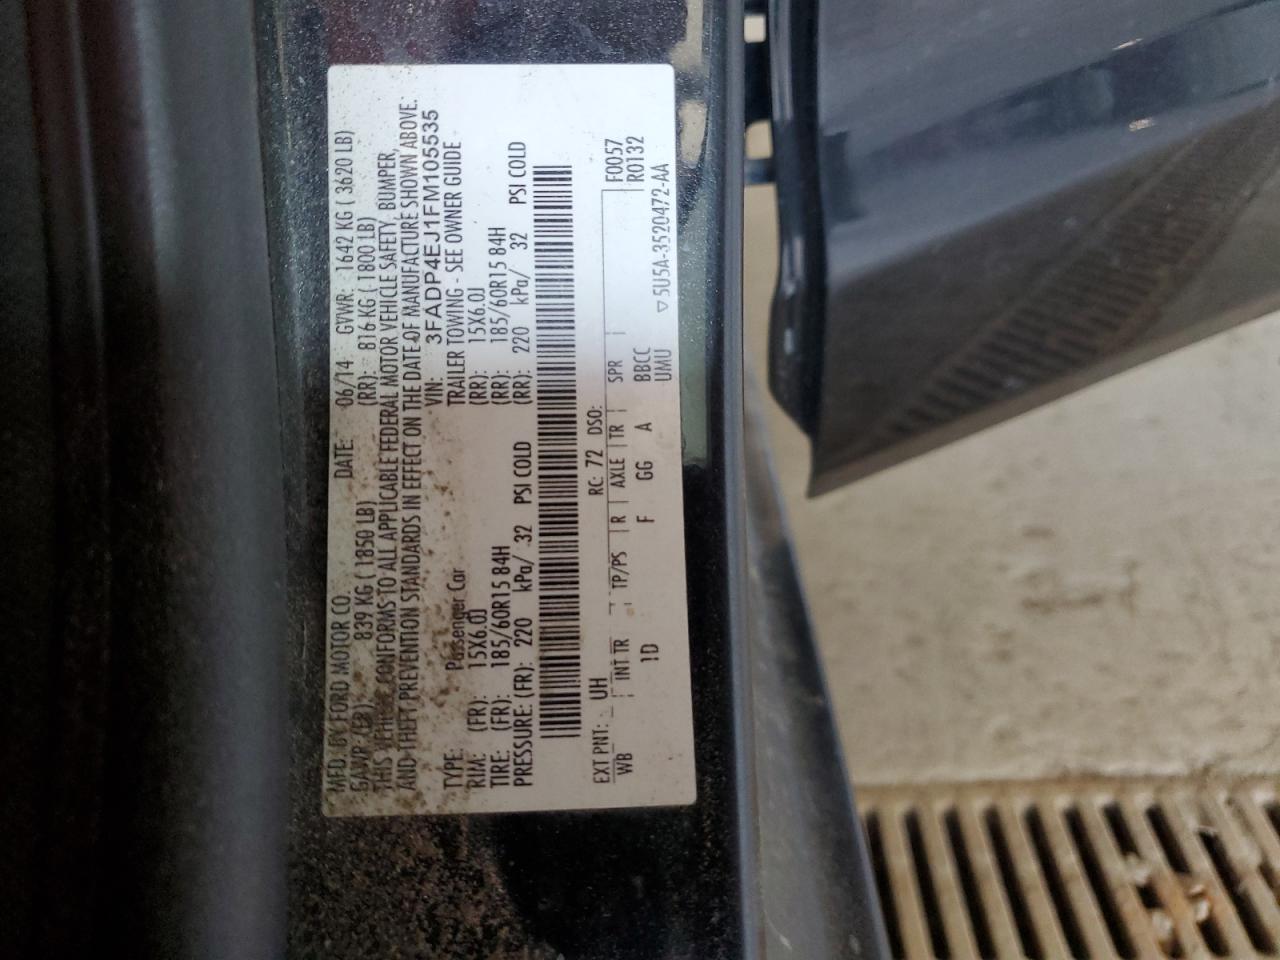 MFD. BY FORD MOTOR CO. DATE: 06/14 GVWR: 1642 KG ( 3620 LB)
GAWR (FR): 839 KG ( 1850 LB) (RR): 816 KG ( 1800 LB)
THIS VEHICLE CONFORMS TO ALL APPLICABLE FEDERAL MOTOR VEHICLE SAFETY, BUMPER,
AND THEFT PREVENTION STANDARDS IN EFFECT ON THE DATE OF MANUFACTURE SHOWN ABOVE.
VIN: 3FADP4EJ1FM105535
TYPE: Passenger Car TRAILER TOWING - SEE OWNER GUIDE
RIM: (FR): 15X6.0J (RR): 15X6.0J
TIRE: (FR): 185/60R15 84H (RR): 185/60R15 84H
PRESSURE: (FR): 220 kPa/ 32 PSI COLD (RR): 220 kPa/ 32 PSI COLD
EXT PNT: UH RC: 72 DSO: F0057
WB INT TR TP/PS R AXLE TR SPR R0132
1D F GG A BBCC
UMU ▽5U5A-3520472-AA